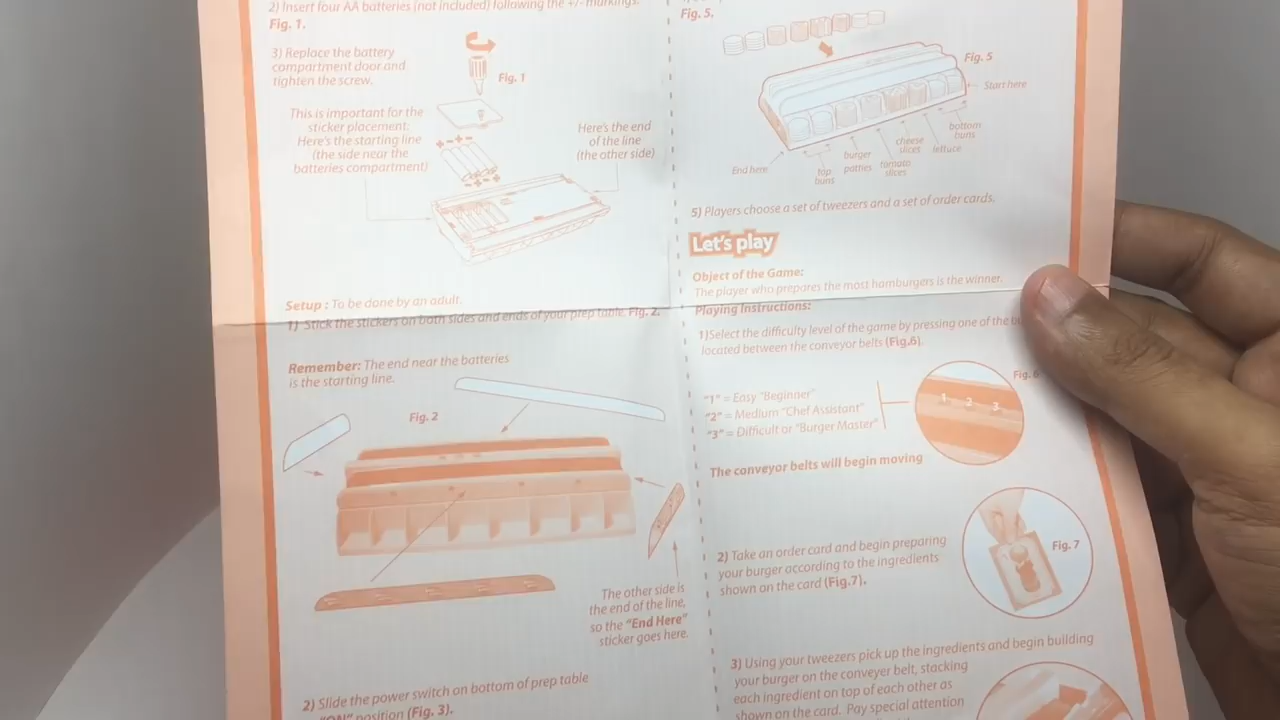 2) Insert four AA batteries (not included) following the +/- markings.
Fig. 1.
3) Replace the battery
compartment door and
tighten the screw.
Fig. 1
This is important for the
sticker placement:
Here's the starting line
(the side near the
batteries compartment)
Here's the end
of the line
(the other side)
Setup : To be done by an adult.
1) Stick the stickers on both sides and ends of your prep table. Fig. 2.
Remember: The end near the batteries
is the starting line.
Fig. 2
The other side is
the end of the line,
so the "End Here"
sticker goes here.
2) Slide the power switch on bottom of prep table
"ON" position (Fig. 3).
Fig. 5.
Fig. 5
Start here
bottom
buns
lettuce
cheese
slices
tomato
slices
burger
patties
top
buns
End here
5) Players choose a set of tweezers and a set of order cards.
Let's play
Object of the Game:
The player who prepares the most hamburgers is the winner.
Playing Instructions:
1)Select the difficulty level of the game by pressing one of the
located between the conveyor belts (Fig.6).
"1" = Easy "Beginner"
"2" = Medium "Chef Assistant"
"3" = Difficult or "Burger Master"
Fig. 6
1 2 3
The conveyor belts will begin moving
2) Take an order card and begin preparing
your burger according to the ingredients
shown on the card (Fig.7).
Fig. 7
3) Using your tweezers pick up the ingredients and begin building
your burger on the conveyer belt, stacking
each ingredient on top of each other as
shown on the card. Pay special attention